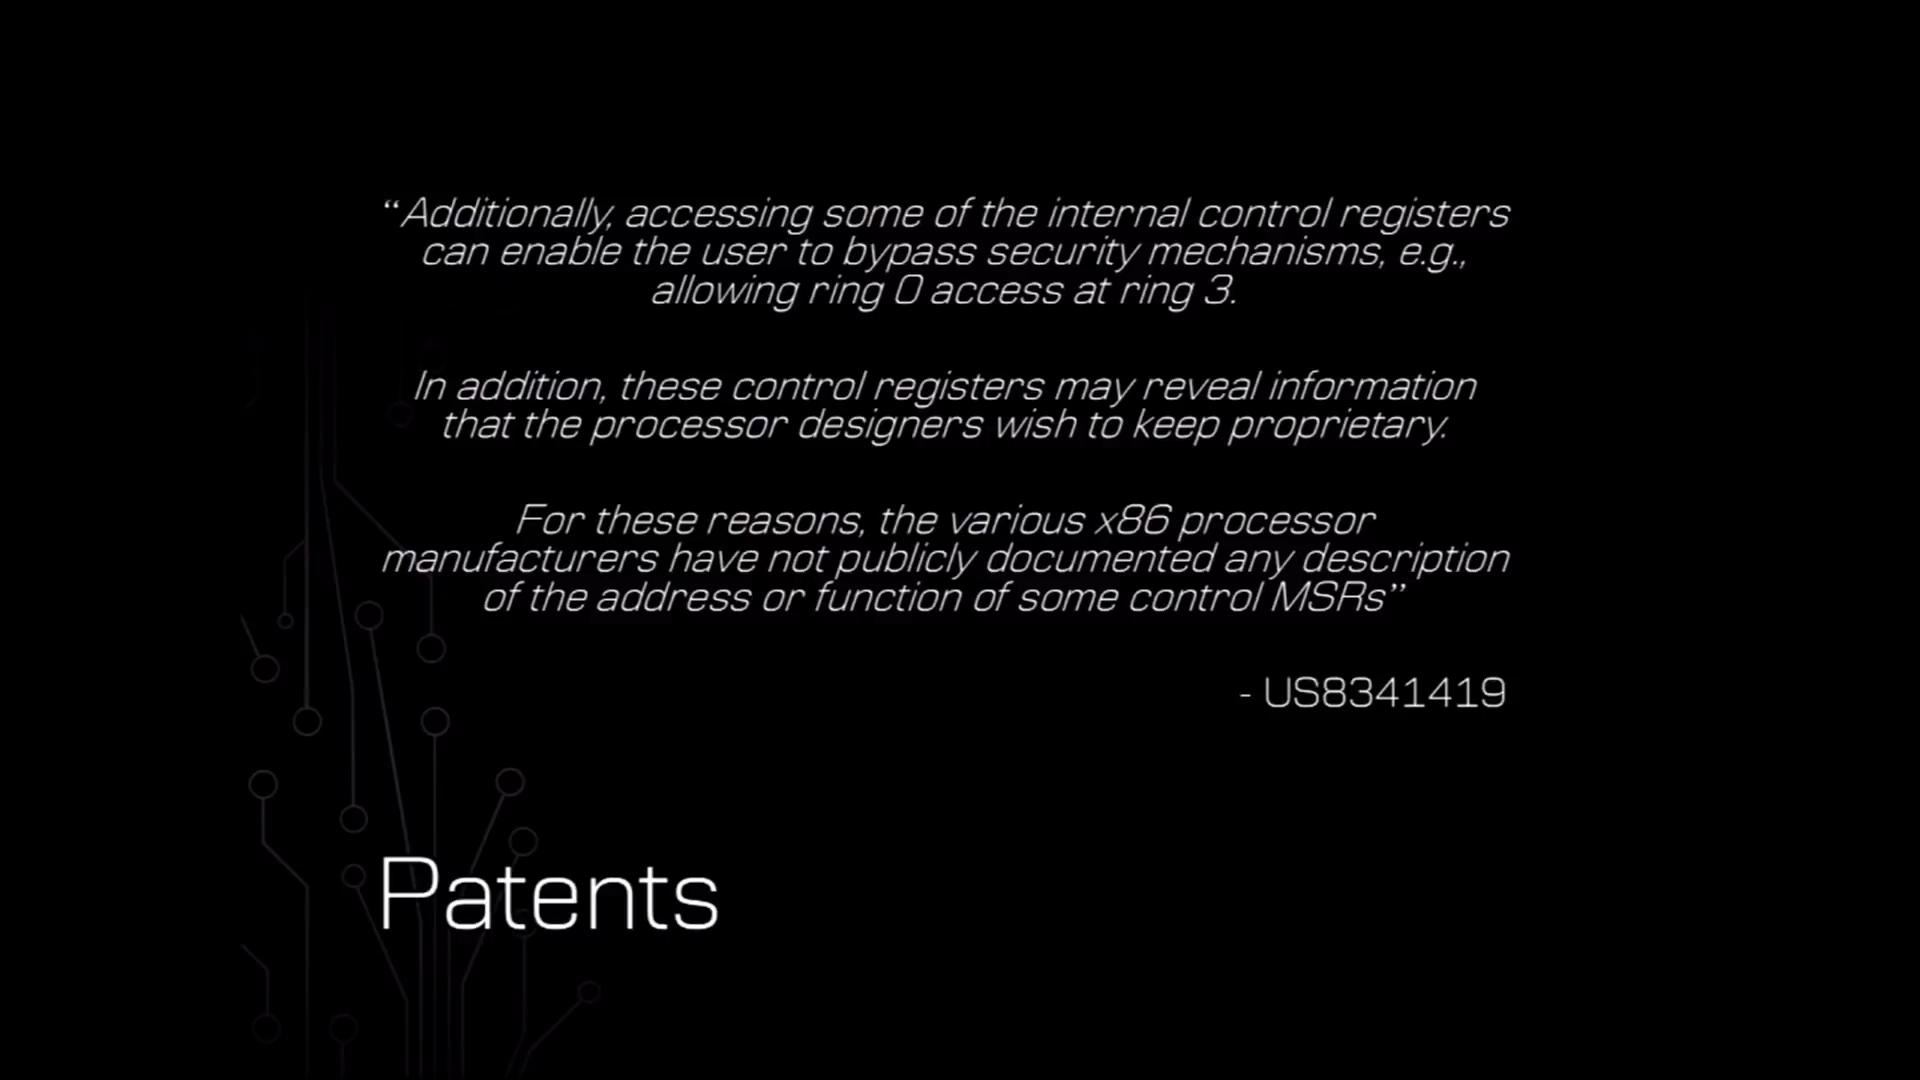 “Additionally, accessing some of the internal control registers
can enable the user to bypass security mechanisms, e.g.,
allowing ring 0 access at ring 3.
In addition, these control registers may reveal information
that the processor designers wish to keep proprietary.
For these reasons, the various x86 processor
manufacturers have not publicly documented any description
of the address or function of some control MSRs”
- US8341419
Patents